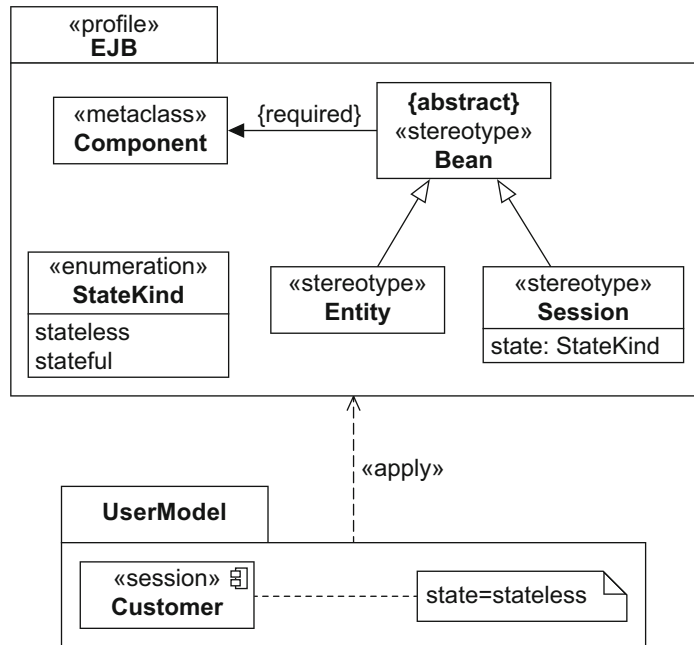 «profile»
EJB
«metaclass»
Component
{required}
{abstract}
«stereotype»
Bean
«enumeration»
StateKind
stateless
stateful
«stereotype»
Entity
«stereotype»
Session
state: StateKind
«apply»
UserModel
«session»
Customer
state=stateless